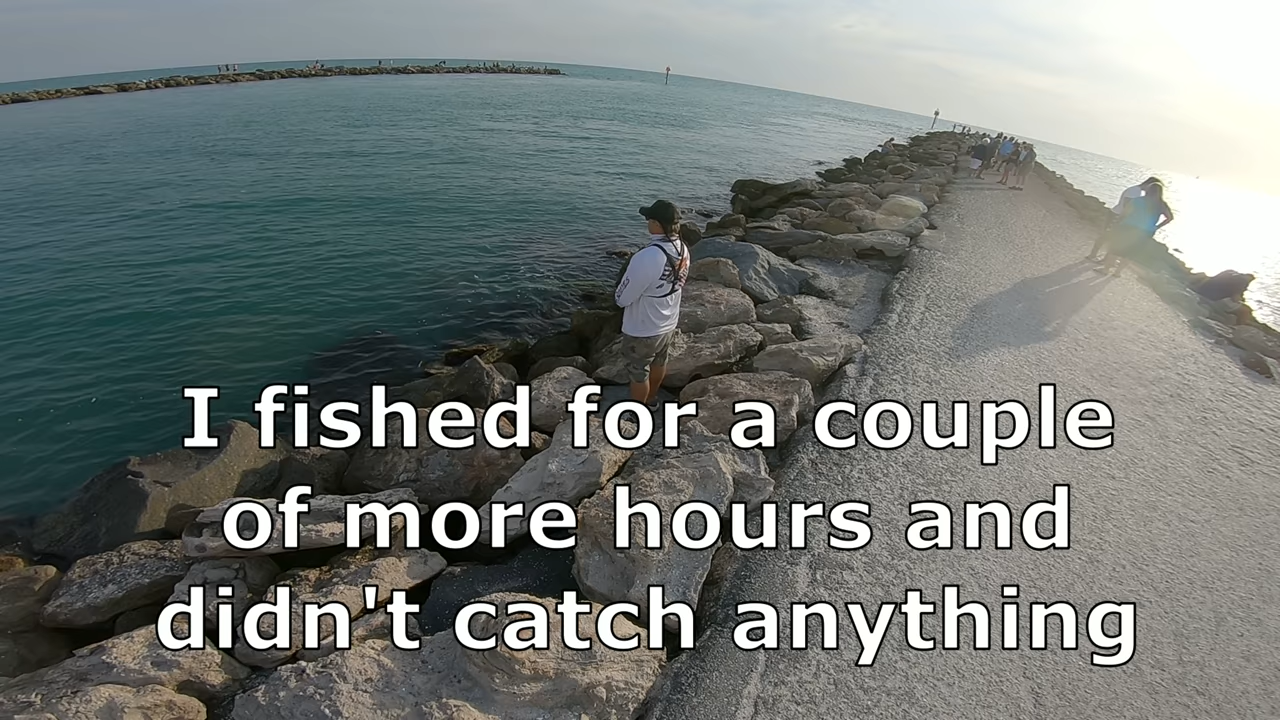 I fished for a couple
of more hours and
didn't catch anything